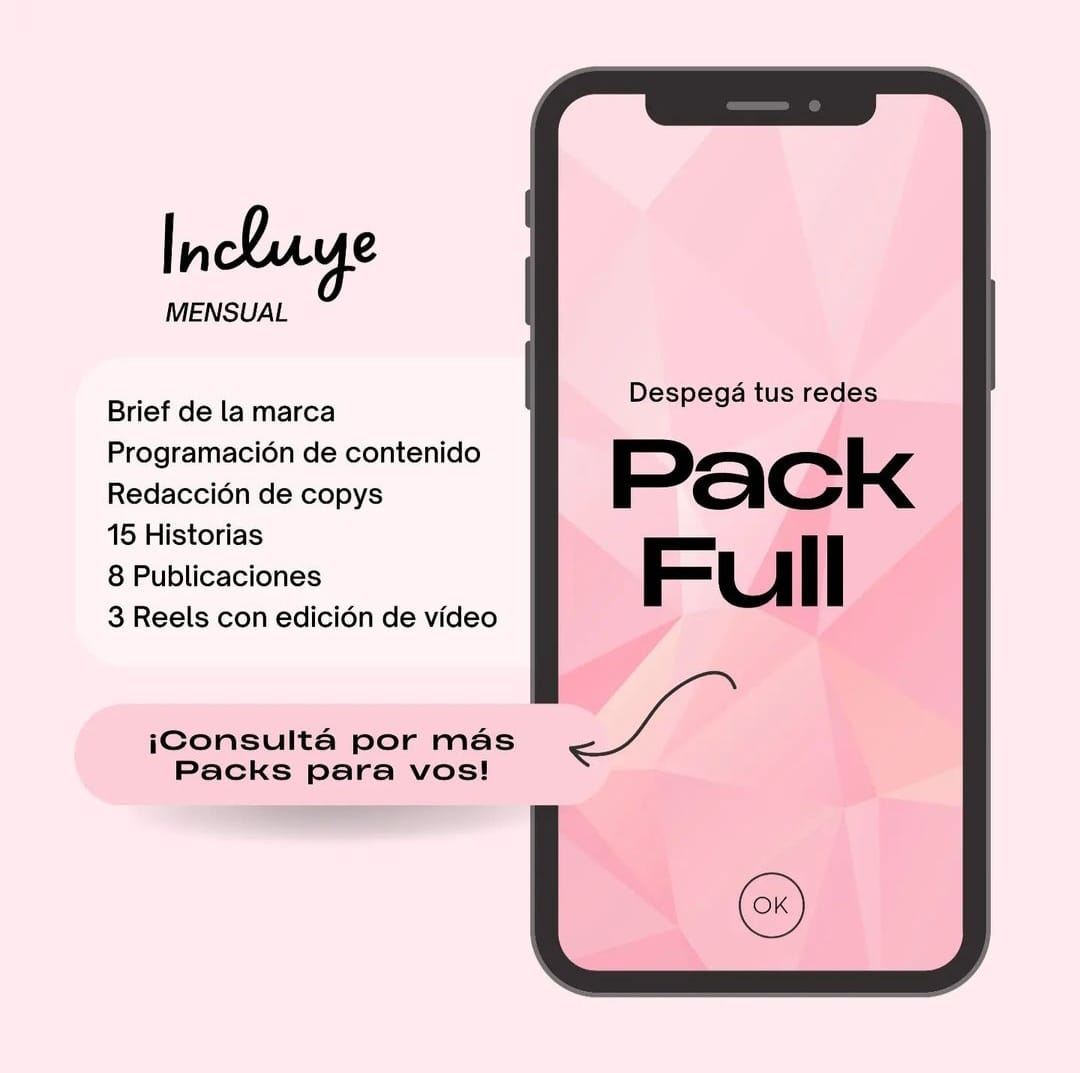 Incluye
MENSUAL
Brief de la marca
Programación de contenido
Redacción de copys
15 Historias
8 Publicaciones
3 Reels con edición de vídeo
¡Consultá por más
Packs para vos!
Despegá tus redes
Pack
Full
OK